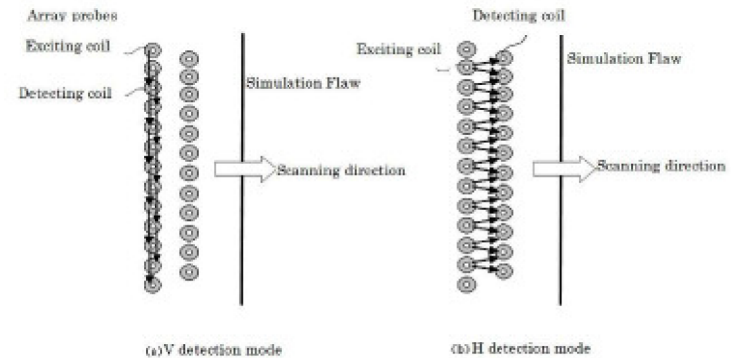 Array probes
Exciting coil
Detecting coil
Simulation Flaw
Scanning direction
(a)V detection mode
Detecting coil
Exciting coil
Simulation Flaw
Scanning direction
(b)H detection mode